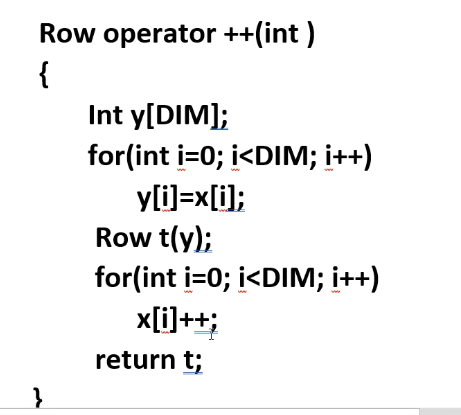 Row operator ++(int )
{
Int y[DIM];
for(int i=0; i<DIM; i++)
y[i]=x[i];
Row t(y);
for(int i=0; i<DIM; i++)
x[i]++;
return t;
}